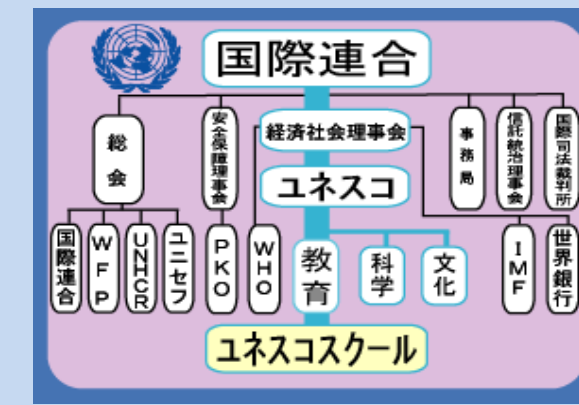 国際連合
総会
安全保障理事会
経済社会理事会
事務局
信託統治理事会
国際司法裁判所
ユネスコ
国際連合
WFP
UNHCR
ユニセフ
PKO
WHO
教育
科学
文化
IMF
世界銀行
ユネスコスクール